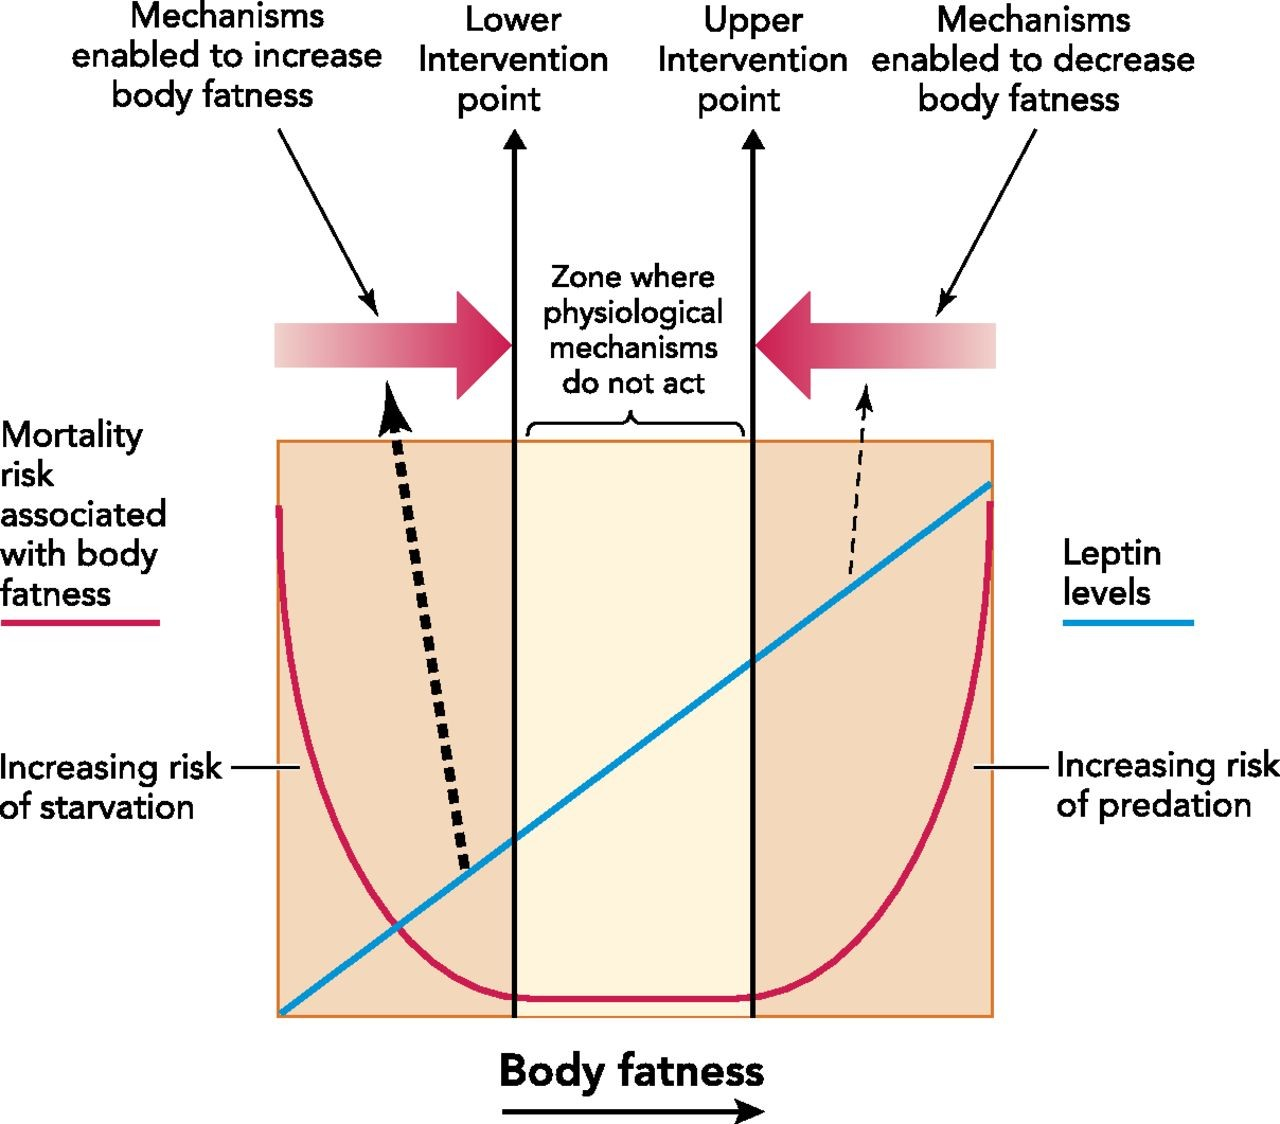 Mechanisms
enabled to increase
body fatness
Lower
Intervention
point
Upper
Intervention
point
Mechanisms
enabled to decrease
body fatness
Zone where
physiological
mechanisms
do not act
Mortality
risk
associated
with body
fatness
Leptin
levels
Increasing risk
of starvation
Increasing risk
of predation
Body fatness